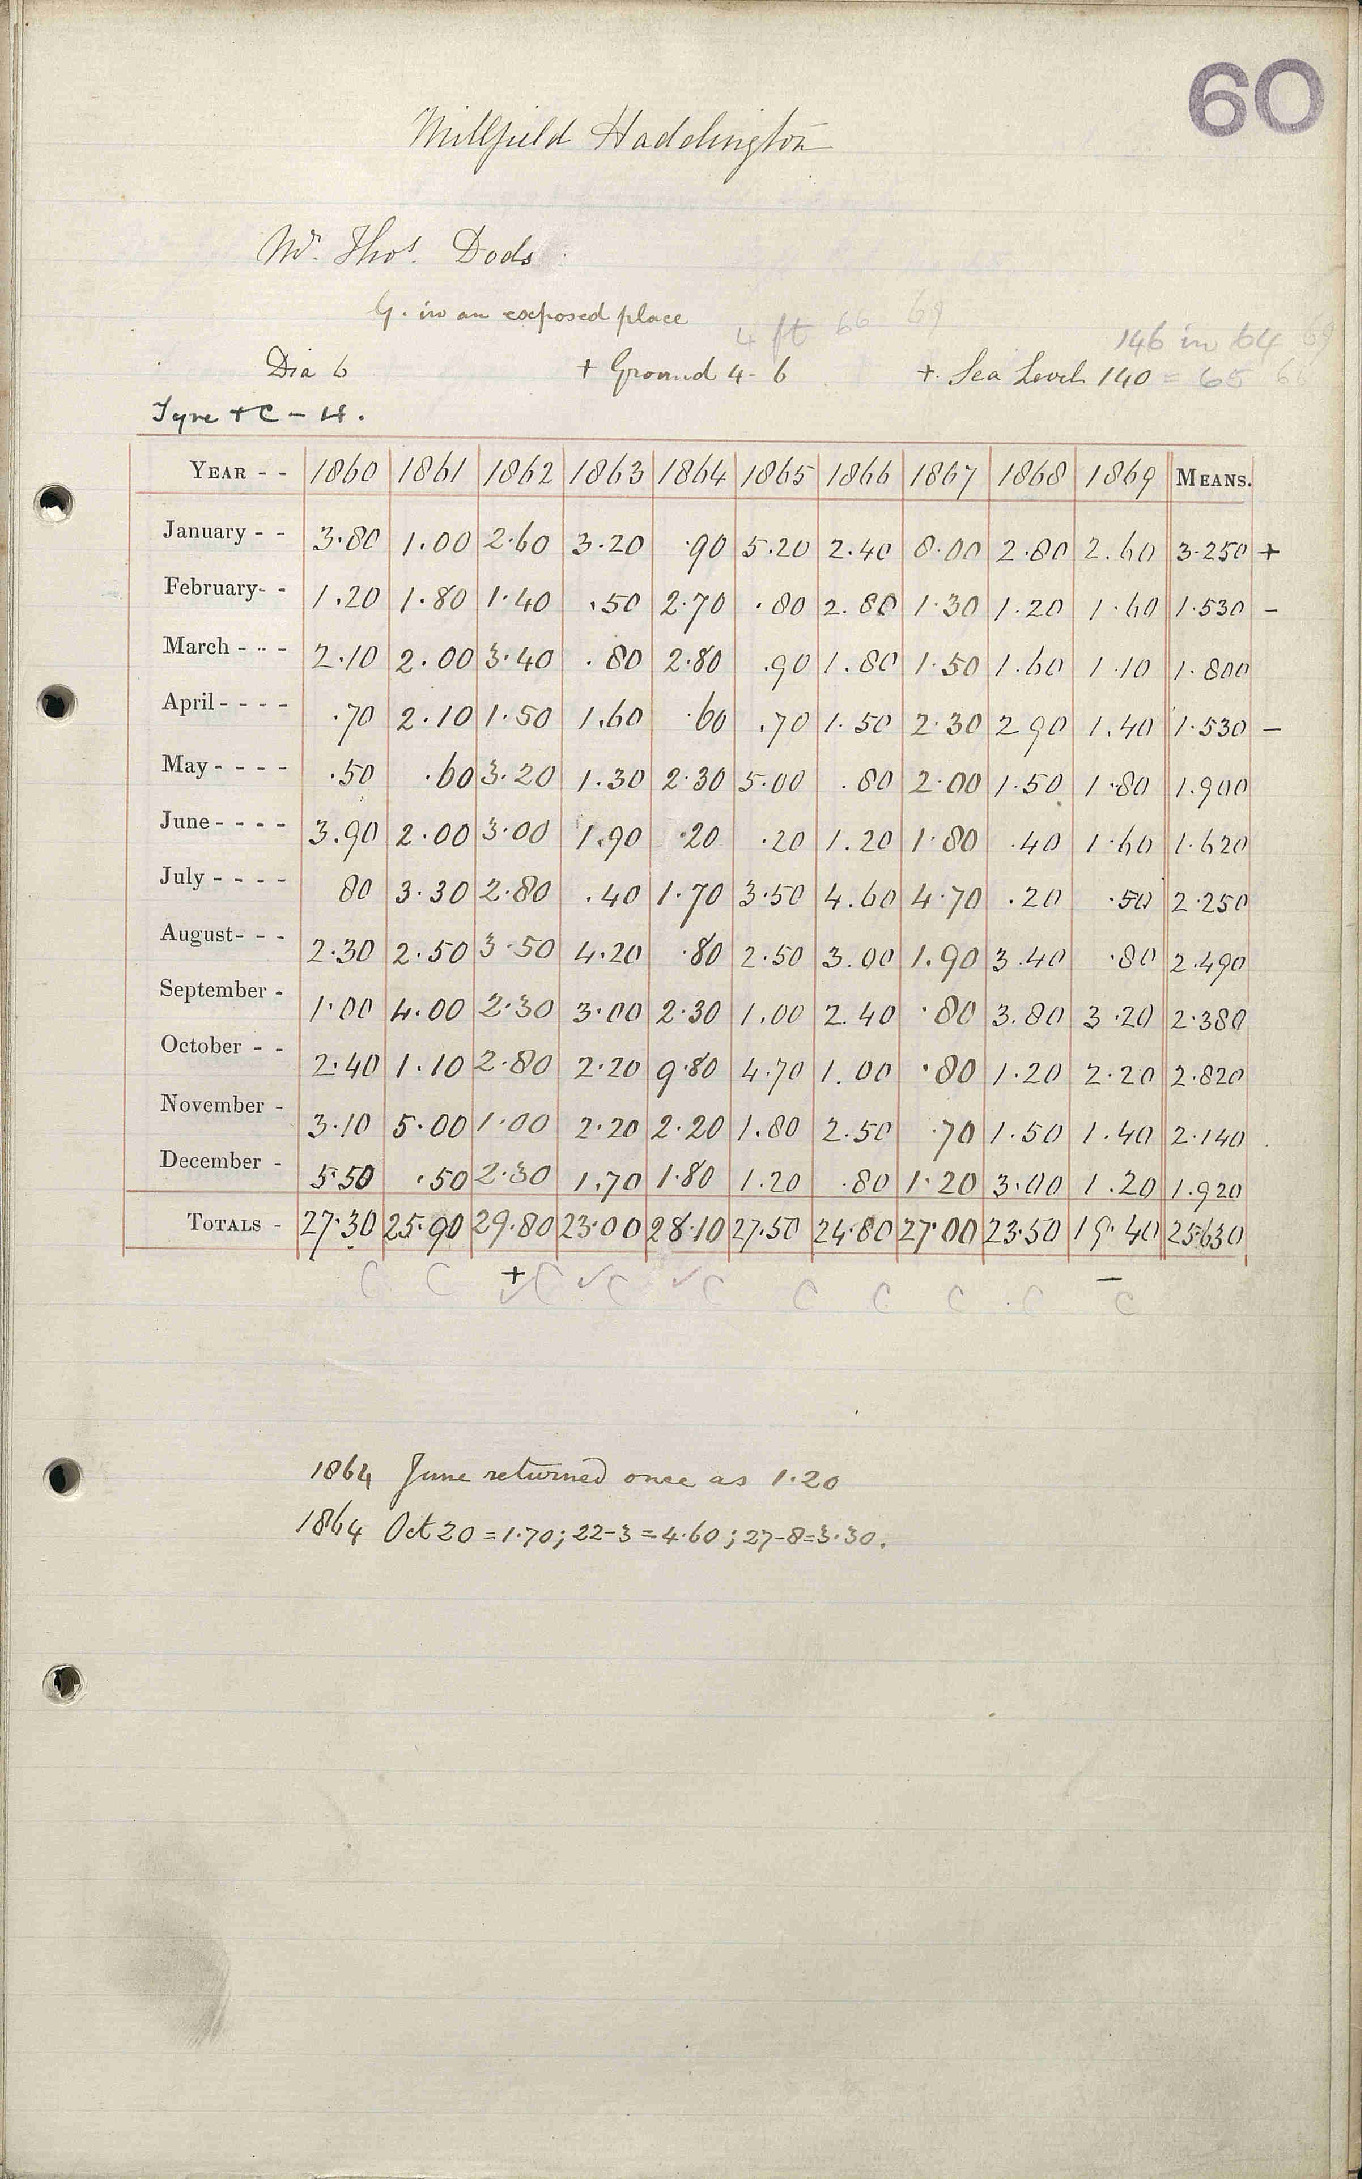 60
Millfield Haddington
Mr. Thos. Dods
G. in an exposed place
4 ft 66 69
146 in 64 69
Dia 6 + Ground 4-6 + Sea Level 140 = 65 66
YEAR - - 1860 1861 1862 1863 1864 1865 1866 1867 1868 1869 MEANS.
January - - 3.80 1.00 2.60 3.20 .90 5.20 2.40 8.00 2.80 2.60 3.250 +
February- - 1.20 1.80 1.40 .50 2.70 .80 2.80 1.30 1.20 1.60 1.530 -
March - - - 2.10 2.00 3.40 .80 2.80 .90 1.80 1.50 1.60 1.10 1.800
April - - - - .70 2.10 1.50 1.60 .60 .70 1.50 2.30 2.90 1.40 1.530 -
May - - - - .50 .60 3.20 1.30 2.30 5.00 .80 2.00 1.50 1.80 1.900
June - - - - 3.90 2.00 3.00 1.90 .20 .20 1.20 1.80 .40 1.60 1.620
July - - - - 80 3.30 2.80 .40 1.70 3.50 4.60 4.70 .20 .50 2.250
August- - - 2.30 2.50 3.50 4.20 .80 2.50 3.00 1.90 3.40 .80 2.490
September - 1.00 4.00 2.30 3.00 2.30 1.00 2.40 .80 3.80 3.20 2.380
October - - 2.40 1.10 2.80 2.20 9.80 4.70 1.00 .80 1.20 2.20 2.820
November - 3.10 5.00 1.00 2.20 2.20 1.80 2.50 .70 1.50 1.40 2.140
December - 5.50 .50 2.30 1.70 1.80 1.20 .80 1.20 3.00 1.20 1.920
TOTALS - 27.30 25.90 29.80 23.00 28.10 27.50 24.80 27.00 23.50 19.40 25.630
C C +✓C ✓C ✓C C C C C - C
1864 June returned once as 1.20
1864 Oct 20 = 1.70; 22-3 = 4.60; 27-8 = 3.30.